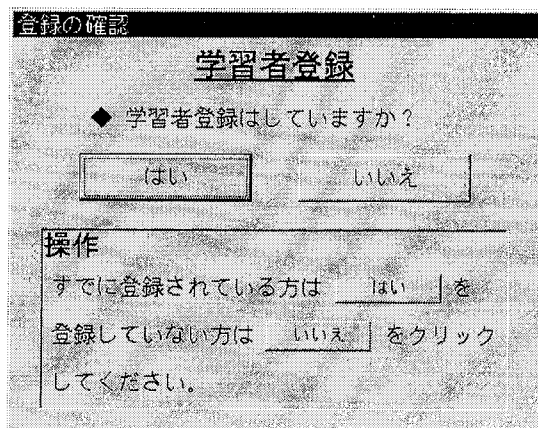 登録の確認
学習者登録
◆ 学習者登録はしていますか？
はい いいえ
操作
すでに登録されている方は はい を
登録していない方は いいえ をクリック
してください。